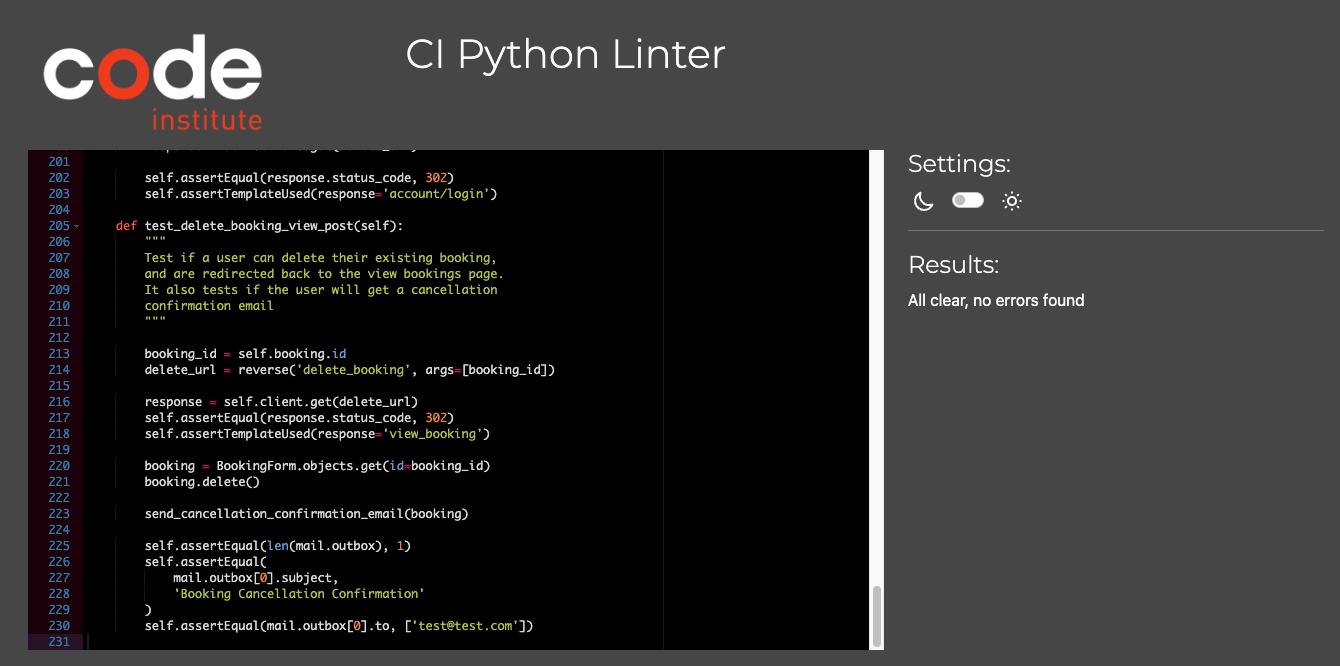 code
institute
CI Python Linter
201
202 self.assertEqual(response.status_code, 302)
203 self.assertTemplateUsed(response='account/login')
204
205 def test_delete_booking_view_post(self):
206 """
207 Test if a user can delete their existing booking,
208 and are redirected back to the view bookings page.
209 It also tests if the user will get a cancellation
210 confirmation email
211 """
212
213 booking_id = self.booking.id
214 delete_url = reverse('delete_booking', args=[booking_id])
215
216 response = self.client.get(delete_url)
217 self.assertEqual(response.status_code, 302)
218 self.assertTemplateUsed(response='view_booking')
219
220 booking = BookingForm.objects.get(id=booking_id)
221 booking.delete()
222
223 send_cancellation_confirmation_email(booking)
224
225 self.assertEqual(len(mail.outbox), 1)
226 self.assertEqual(
227 mail.outbox[0].subject,
228 'Booking Cancellation Confirmation'
229 )
230 self.assertEqual(mail.outbox[0].to, ['test@test.com'])
231
Settings:
Results:
All clear, no errors found